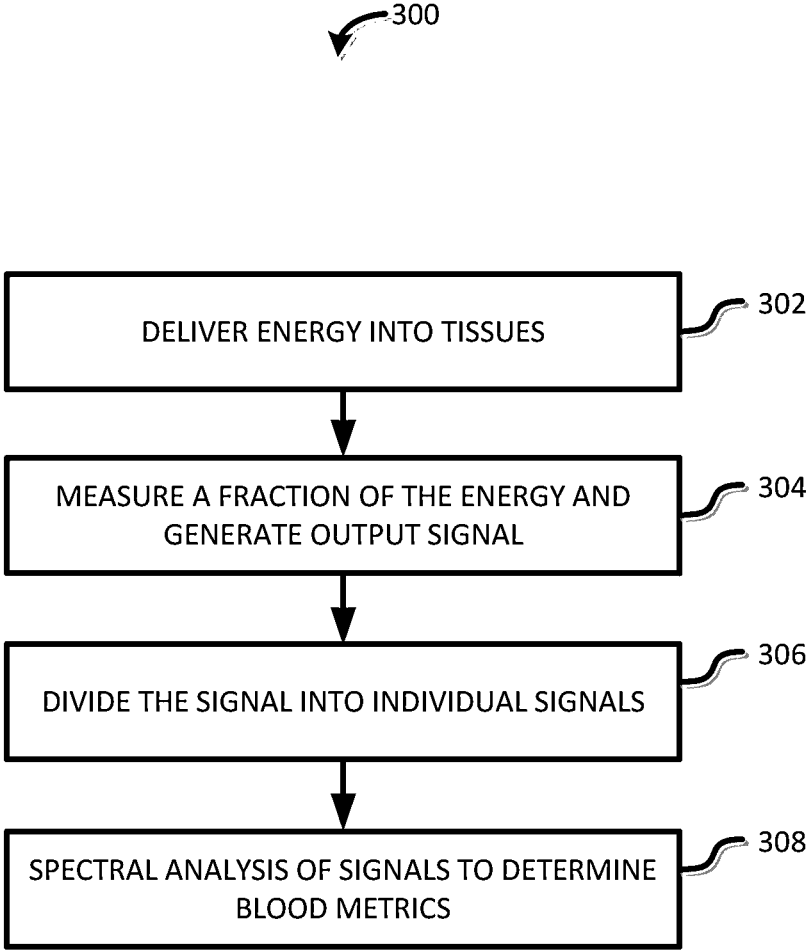 300
DELIVER ENERGY INTO TISSUES
302
MEASURE A FRACTION OF THE ENERGY AND
GENERATE OUTPUT SIGNAL
304
DIVIDE THE SIGNAL INTO INDIVIDUAL SIGNALS
306
SPECTRAL ANALYSIS OF SIGNALS TO DETERMINE
BLOOD METRICS
308